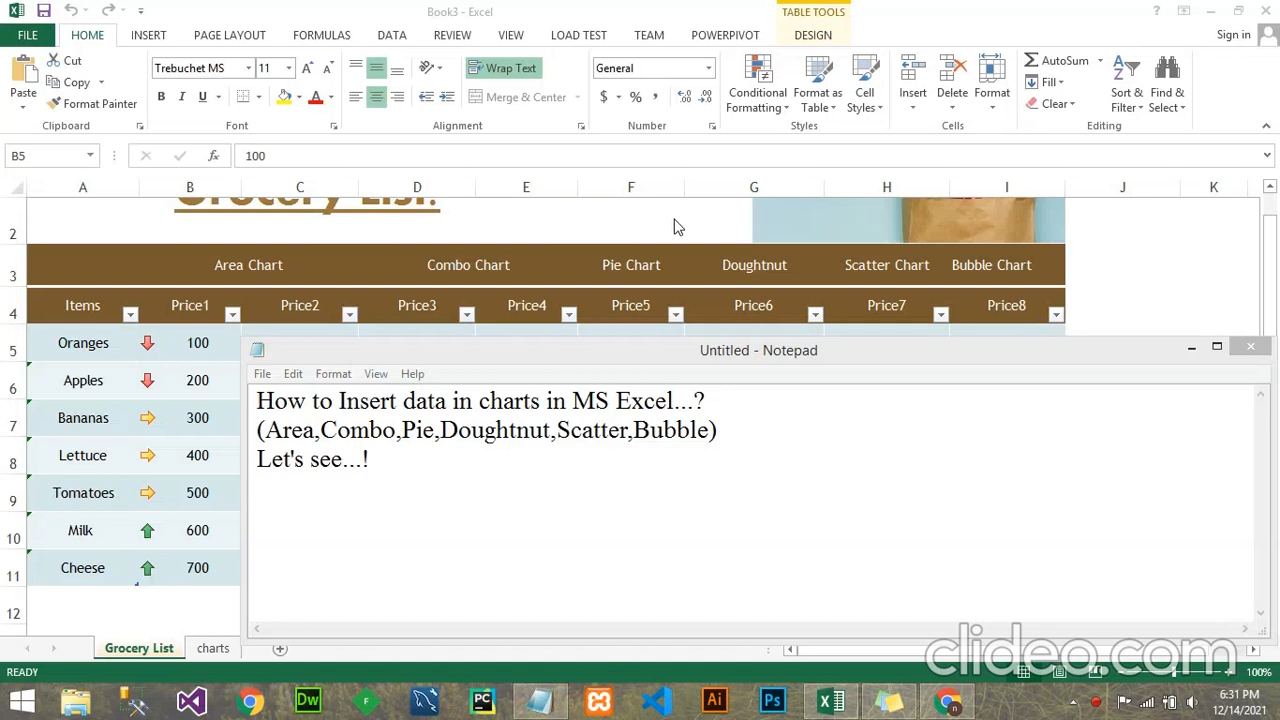 Book3 - Excel
TABLE TOOLS
FILE HOME INSERT PAGE LAYOUT FORMULAS DATA REVIEW VIEW LOAD TEST TEAM POWERPIVOT DESIGN Sign in
Paste
Cut
Copy
Format Painter
Clipboard
Trebuchet MS 11
B I U
Font
Wrap Text
Merge & Center
Alignment
General
$ % ,
Number
Conditional Formatting
Format as Table
Cell Styles
Styles
Insert Delete Format
Cells
AutoSum
Fill
Clear
Sort & Filter
Find & Select
Editing
B5 fx 100
A B C D E F G H I J K
Grocery List:
2
3 Area Chart Combo Chart Pie Chart Doughtnut Scatter Chart Bubble Chart
4 Items Price1 Price2 Price3 Price4 Price5 Price6 Price7 Price8
5 Oranges 100
6 Apples 200
7 Bananas 300
8 Lettuce 400
9 Tomatoes 500
10 Milk 600
11 Cheese 700
12
Untitled - Notepad
File Edit Format View Help
How to Insert data in charts in MS Excel...?
(Area,Combo,Pie,Doughtnut,Scatter,Bubble)
Let's see...!
Grocery List charts
clideo.com
READY 100%
Dw F PC Ai Ps n
6:31 PM
12/14/2021